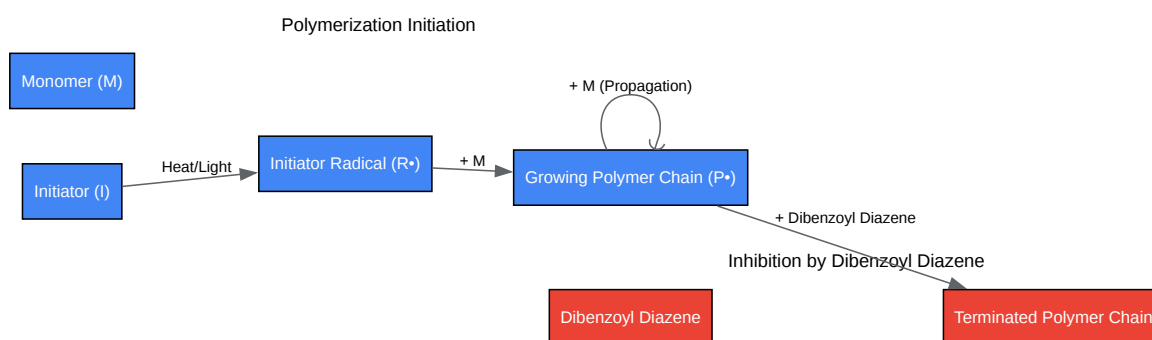 Polymerization Initiation
Monomer (M)
+ M (Propagation)
Heat/Light
Initiator Radical (R•)
+ M
Growing Polymer Chain (P•)
Initiator (I)
+ Dibenzoyl Diazene
Inhibition by Dibenzoyl Diazene
Dibenzoyl Diazene
Terminated Polymer Chain